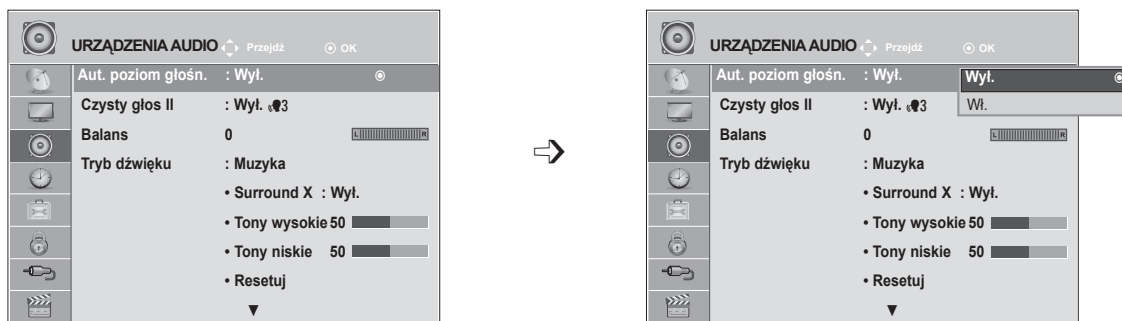 URZĄDZENIA AUDIO Przejdź OK
Aut. poziom głośn. : Wył.
Czysty głos II : Wył. 3
Balans 0 L R
Tryb dźwięku : Muzyka
• Surround X : Wył.
• Tony wysokie 50
• Tony niskie 50
• Resetuj
URZĄDZENIA AUDIO Przejdź OK
Aut. poziom głośn. : Wył.
Wył.
Wł.
Czysty głos II : Wył. 3
Balans 0 L R
Tryb dźwięku : Muzyka
• Surround X : Wył.
• Tony wysokie 50
• Tony niskie 50
• Resetuj